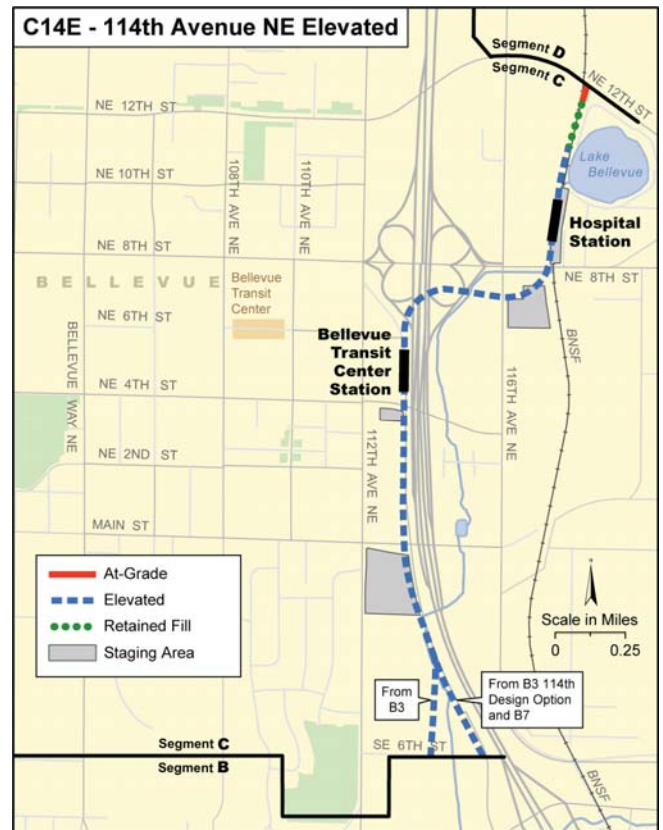 C14E - 114th Avenue NE Elevated
Segment D
Segment C
NE 12TH ST
NE 12TH ST
Lake
Bellevue
108TH AVE NE
110TH AVE NE
NE 10TH ST
Hospital
Station
NE 8TH ST
NE 8TH ST
BELLEVUE
Bellevue
Transit
Center
NE 6TH ST
BNSF
Bellevue
Transit
Center
Station
BELLEVUE
WAY NE
NE 4TH ST
116TH AVE NE
112TH AVE NE
NE 2ND ST
MAIN ST
At-Grade
Elevated
Retained Fill
Staging Area
Scale in Miles
0 0.25
From
B3
From B3 114th
Design Option
and B7
SE 6TH ST
Segment C
Segment B
BNSF